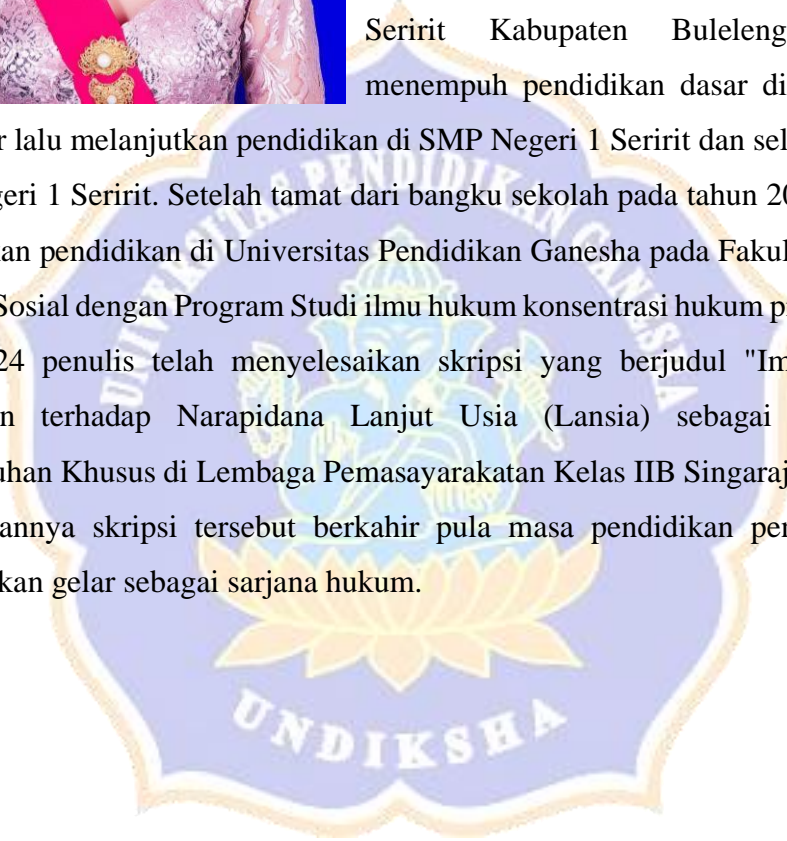 Seririt Kabupaten Buleleng
menempuh pendidikan dasar di
r lalu melanjutkan pendidikan di SMP Negeri 1 Seririt dan sel
geri 1 Seririt. Setelah tamat dari bangku sekolah pada tahun 20
an pendidikan di Universitas Pendidikan Ganesha pada Fakul
Sosial dengan Program Studi ilmu hukum konsentrasi hukum pi
24 penulis telah menyelesaikan skripsi yang berjudul "Im
n terhadap Narapidana Lanjut Usia (Lansia) sebagai
uhan Khusus di Lembaga Pemasayarakatan Kelas IIB Singaraj
annya skripsi tersebut berkahir pula masa pendidikan pen
kan gelar sebagai sarjana hukum.
UNIVERSITAS PENDIDIKAN GANESHA
UNDIKSHA